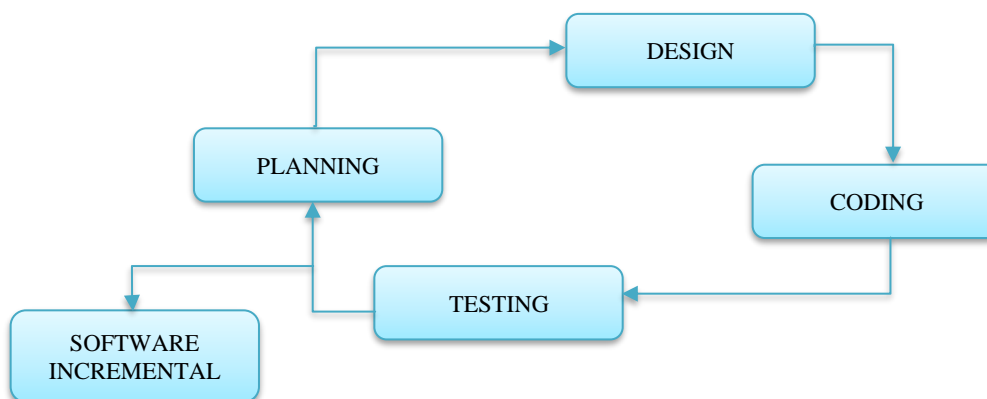 DESIGN
PLANNING
CODING
TESTING
SOFTWARE
INCREMENTAL